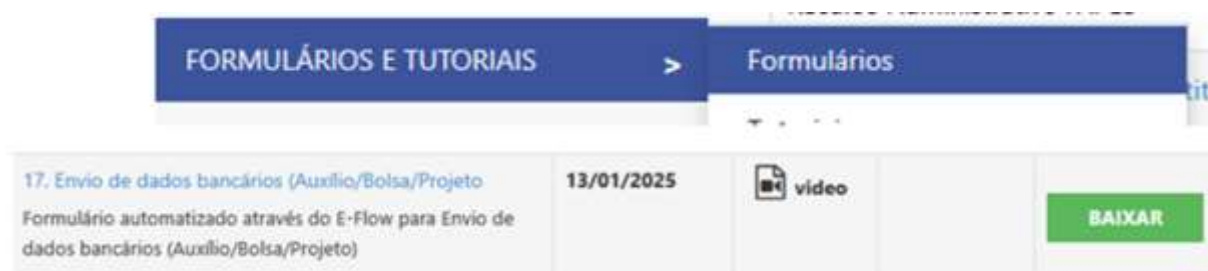 FORMULÁRIOS E TUTORIAIS >
Formulários
17. Envio de dados bancários (Auxílio/Bolsa/Projeto
13/01/2025
video
BAIXAR
Formulário automatizado através do E-Flow para Envio de
dados bancários (Auxílio/Bolsa/Projeto)